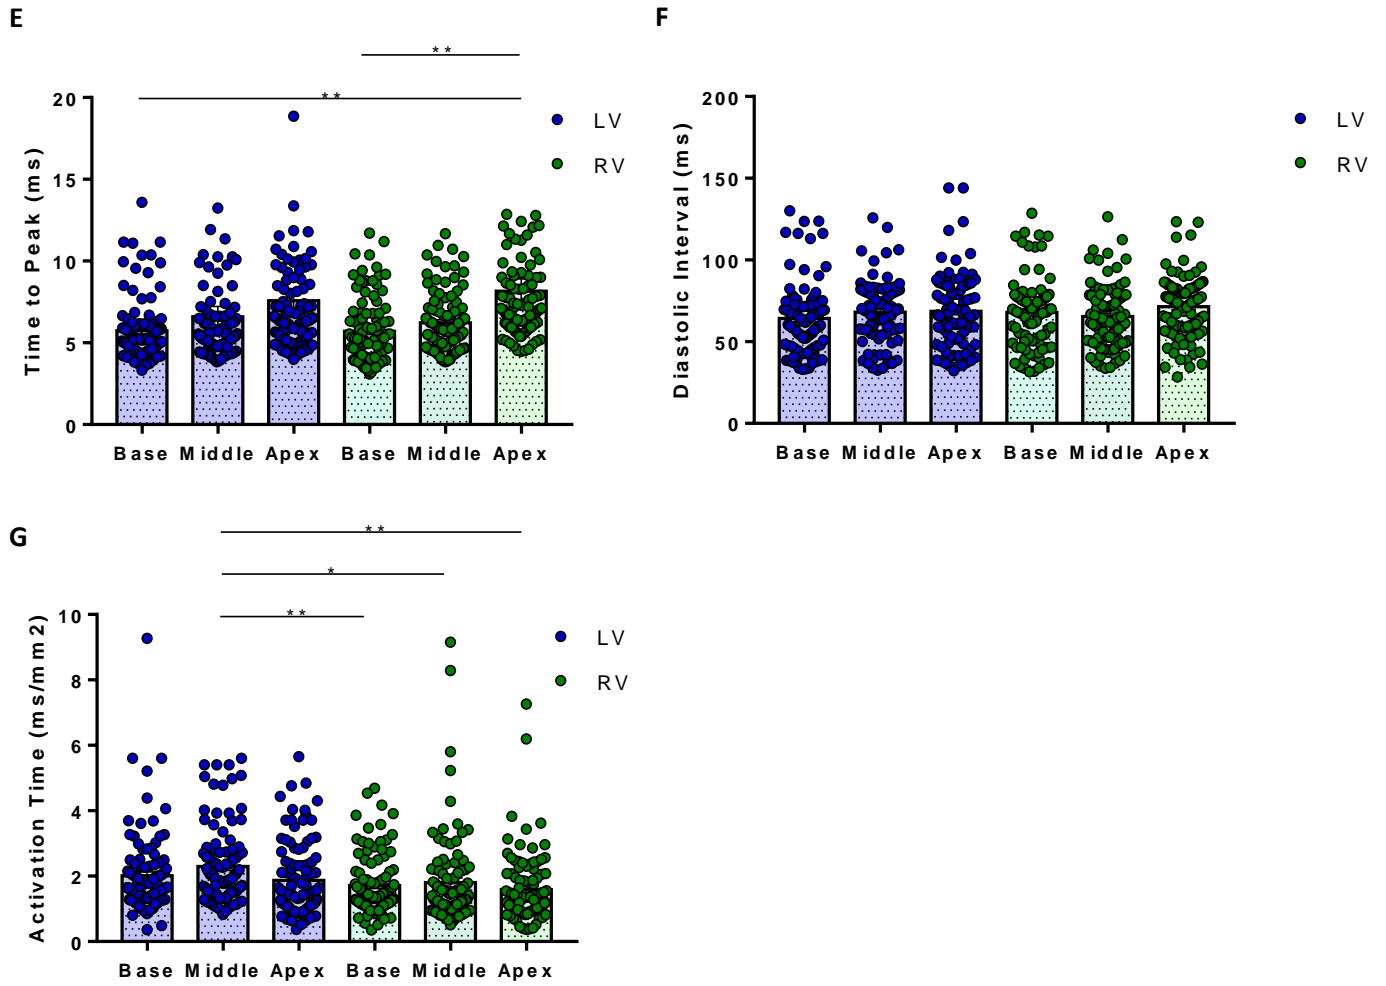 E
**
**
Time to Peak (ms)
20
15
10
5
0
LV
RV
Base Middle Apex Base Middle Apex
F
Diastolic Interval (ms)
200
150
100
50
0
LV
RV
Base Middle Apex Base Middle Apex
G
**
*
**
Activation Time (ms/mm2)
10
8
6
4
2
0
LV
RV
Base Middle Apex Base Middle Apex